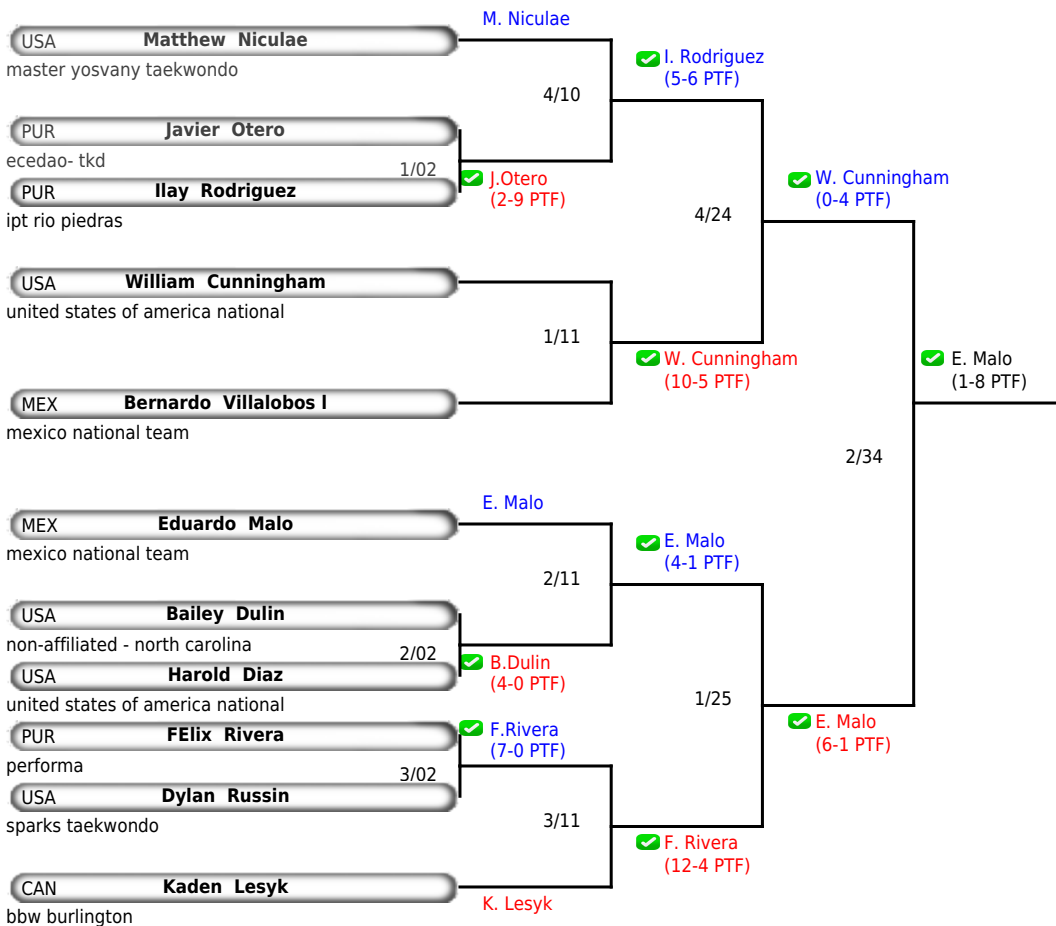 M. Niculae
USA Matthew Niculae
master yosvany taekwondo
I. Rodriguez
(5-6 PTF)
4/10
PUR Javier Otero
ecedao- tkd
1/02
J.Otero
(2-9 PTF)
PUR Ilay Rodriguez
ipt rio piedras
W. Cunningham
(0-4 PTF)
4/24
USA William Cunningham
united states of america national
1/11
W. Cunningham
(10-5 PTF)
E. Malo
(1-8 PTF)
MEX Bernardo Villalobos l
mexico national team
2/34
E. Malo
MEX Eduardo Malo
mexico national team
E. Malo
(4-1 PTF)
2/11
USA Bailey Dulin
non-affiliated - north carolina
2/02
B.Dulin
(4-0 PTF)
USA Harold Diaz
united states of america national
1/25
E. Malo
(6-1 PTF)
PUR FElix Rivera
performa
F.Rivera
(7-0 PTF)
3/02
USA Dylan Russin
sparks taekwondo
3/11
F. Rivera
(12-4 PTF)
CAN Kaden Lesyk
bbw burlington
K. Lesyk